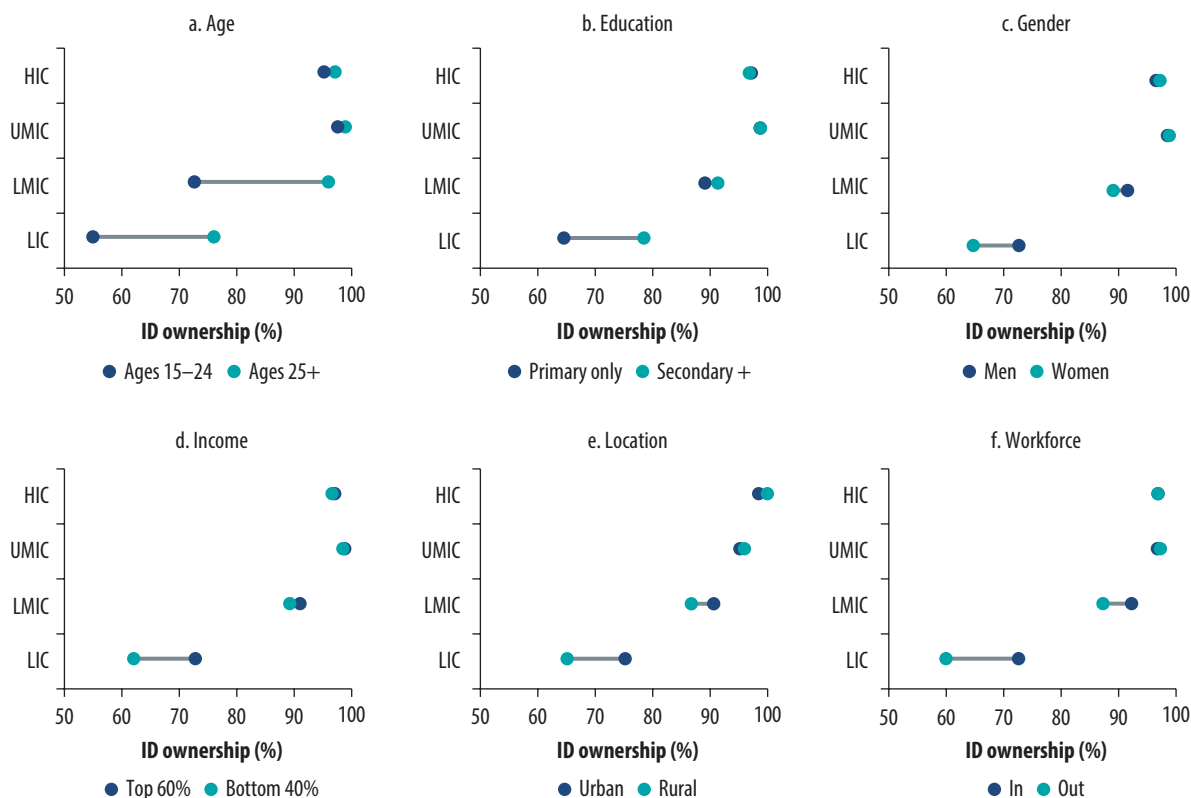 a. Age
HIC
UMIC
LMIC
LIC
50 60 70 80 90 100
ID ownership (%)
Ages 15–24 Ages 25+
b. Education
HIC
UMIC
LMIC
LIC
50 60 70 80 90 100
ID ownership (%)
Primary only Secondary +
c. Gender
HIC
UMIC
LMIC
LIC
50 60 70 80 90 100
ID ownership (%)
Men Women
d. Income
HIC
UMIC
LMIC
LIC
50 60 70 80 90 100
ID ownership (%)
Top 60% Bottom 40%
e. Location
HIC
UMIC
LMIC
LIC
50 60 70 80 90 100
ID ownership (%)
Urban Rural
f. Workforce
HIC
UMIC
LMIC
LIC
50 60 70 80 90 100
ID ownership (%)
In Out